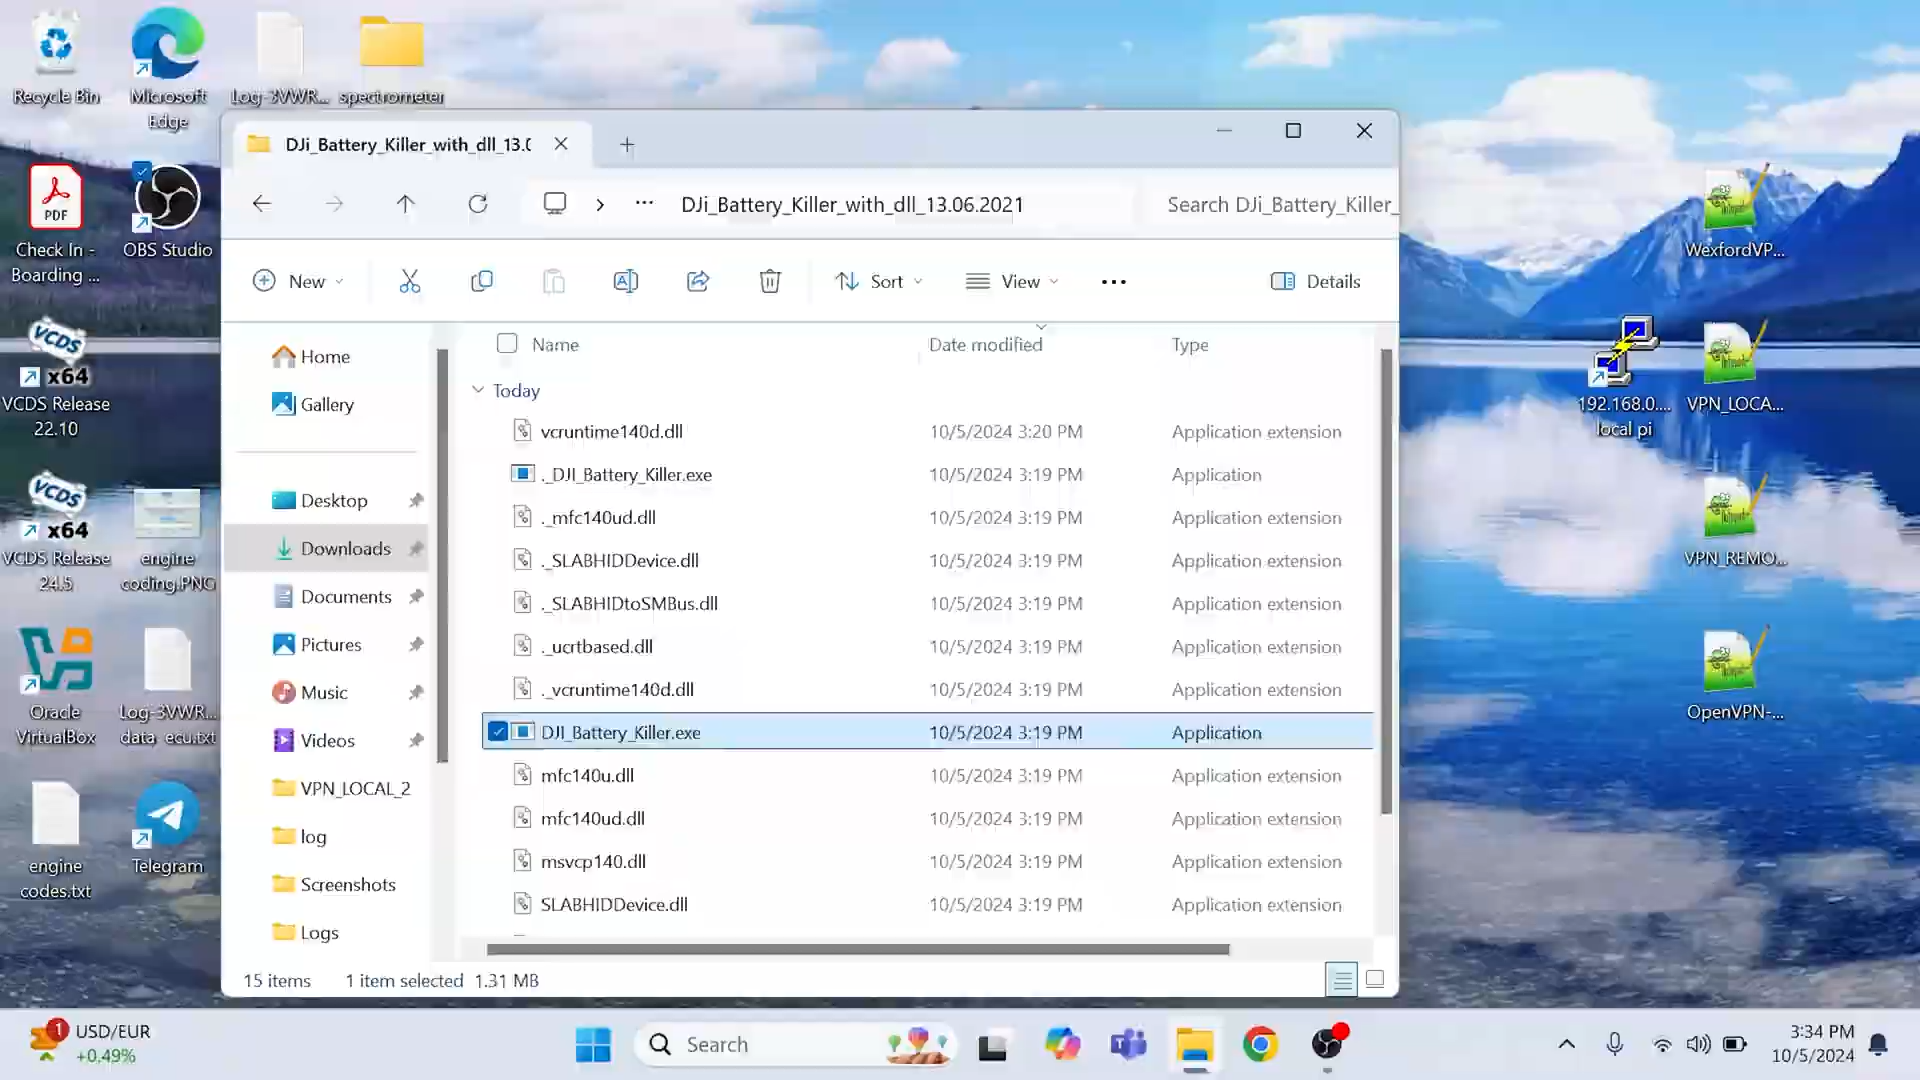 Recycle Bin
Microsoft
Edge
Log-3VWR...
spectrometer
PDF
Check In -
Boarding ...
OBS Studio
VCDS
x64
VCDS Release
22.10
VCDS
x64
VCDS Release
24.5
engine
coding.PNG
Oracle
VirtualBox
Log-3VWR...
data_ecu.txt
engine
codes.txt
Telegram
DJi_Battery_Killer_with_dll_13.0
DJi_Battery_Killer_with_dll_13.06.2021
Search DJi_Battery_Killer_
New
Sort
View
Details
Home
Gallery
Desktop
Downloads
Documents
Pictures
Music
Videos
VPN_LOCAL_2
log
Screenshots
Logs
Name Date modified Type
Today
vcruntime140d.dll 10/5/2024 3:20 PM Application extension
._DJI_Battery_Killer.exe 10/5/2024 3:19 PM Application
._mfc140ud.dll 10/5/2024 3:19 PM Application extension
._SLABHIDDevice.dll 10/5/2024 3:19 PM Application extension
._SLABHIDtoSMBus.dll 10/5/2024 3:19 PM Application extension
._ucrtbased.dll 10/5/2024 3:19 PM Application extension
._vcruntime140d.dll 10/5/2024 3:19 PM Application extension
DJI_Battery_Killer.exe 10/5/2024 3:19 PM Application
mfc140u.dll 10/5/2024 3:19 PM Application extension
mfc140ud.dll 10/5/2024 3:19 PM Application extension
msvcp140.dll 10/5/2024 3:19 PM Application extension
SLABHIDDevice.dll 10/5/2024 3:19 PM Application extension
15 items 1 item selected 1.31 MB
WexfordVP...
192.168.0....
local pi
VPN_LOCA...
VPN_REMO...
OpenVPN-...
1
USD/EUR
+0.49%
Search
3:34 PM
10/5/2024